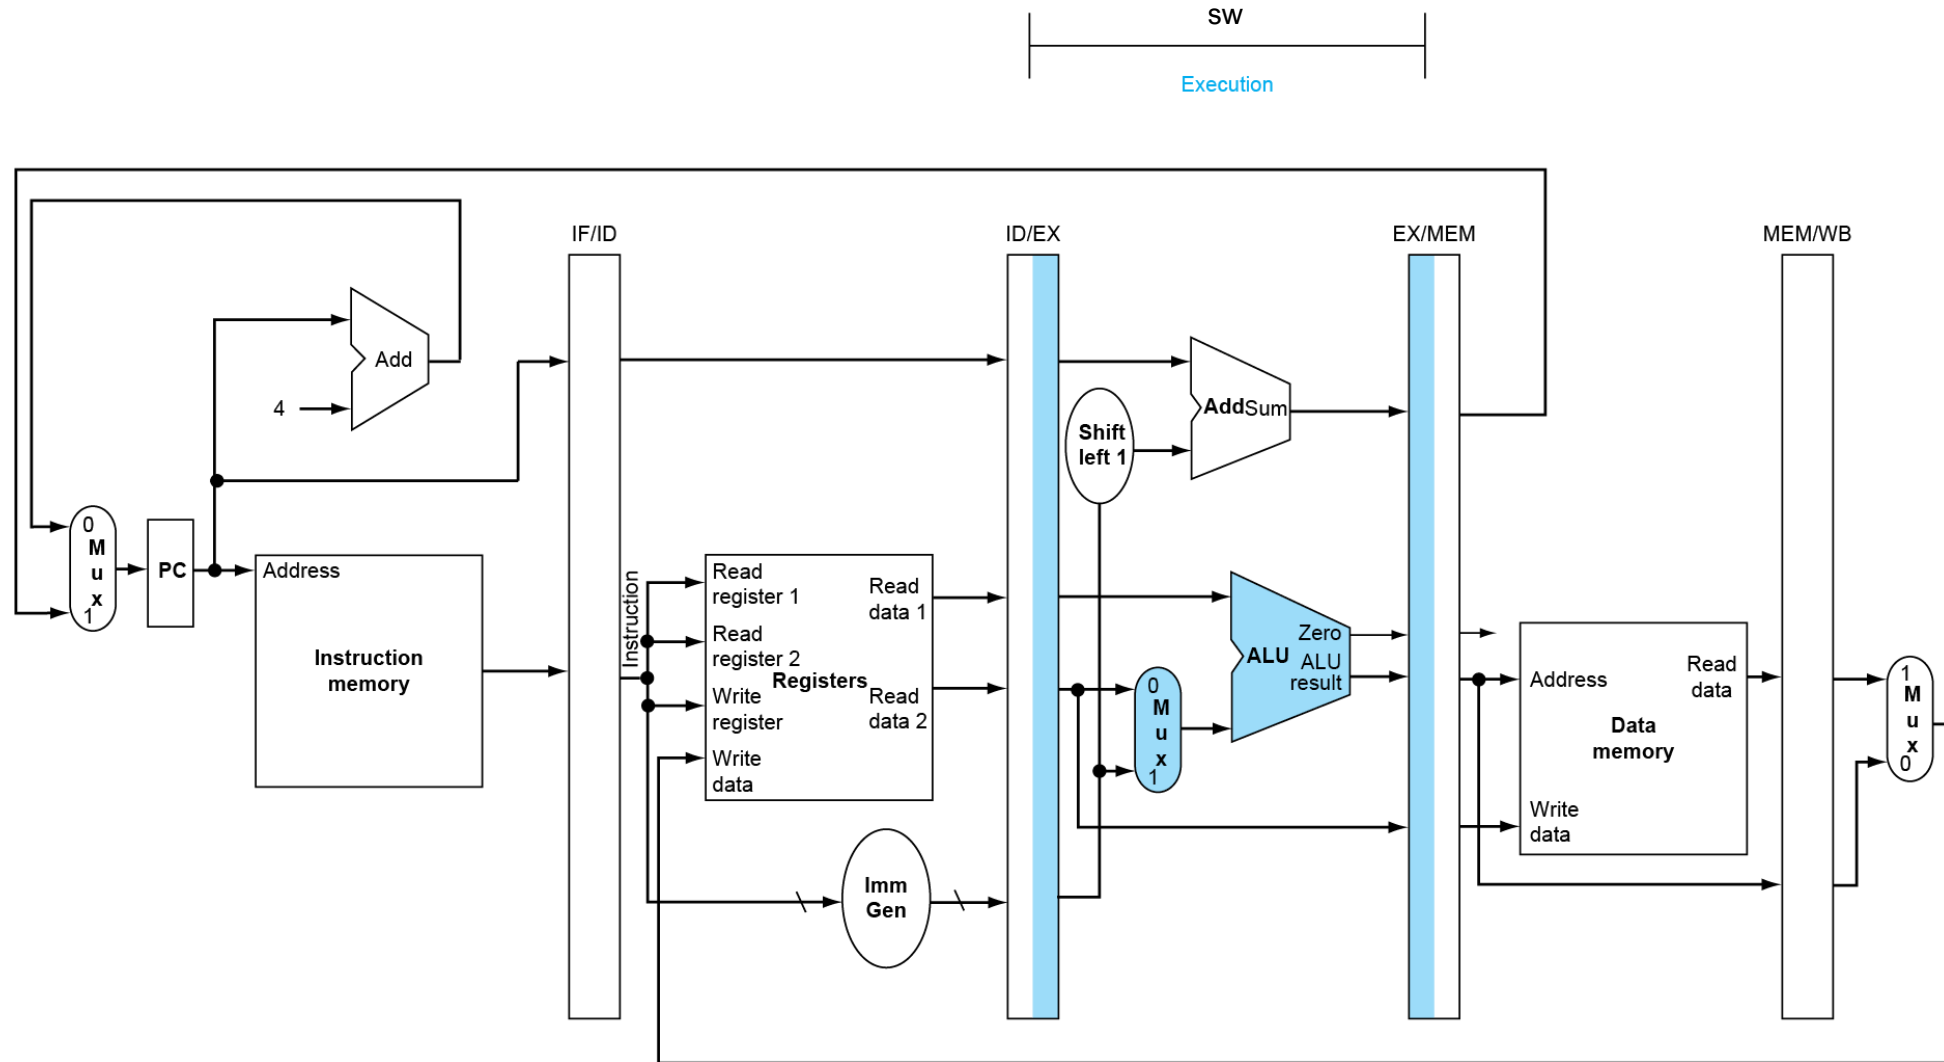 SW
Execution
IF/ID
ID/EX
EX/MEM
MEM/WB
Add
4
Shift
left 1
Add Sum
0
M
u
x
1
PC
Address
Instruction
memory
Instruction
Read
register 1
Read
register 2
Write
register
Write
data
Registers
Read
data 1
Read
data 2
Imm
Gen
0
M
u
x
1
ALU
Zero
ALU
result
Address
Read
data
Data
memory
Write
data
1
M
u
x
0